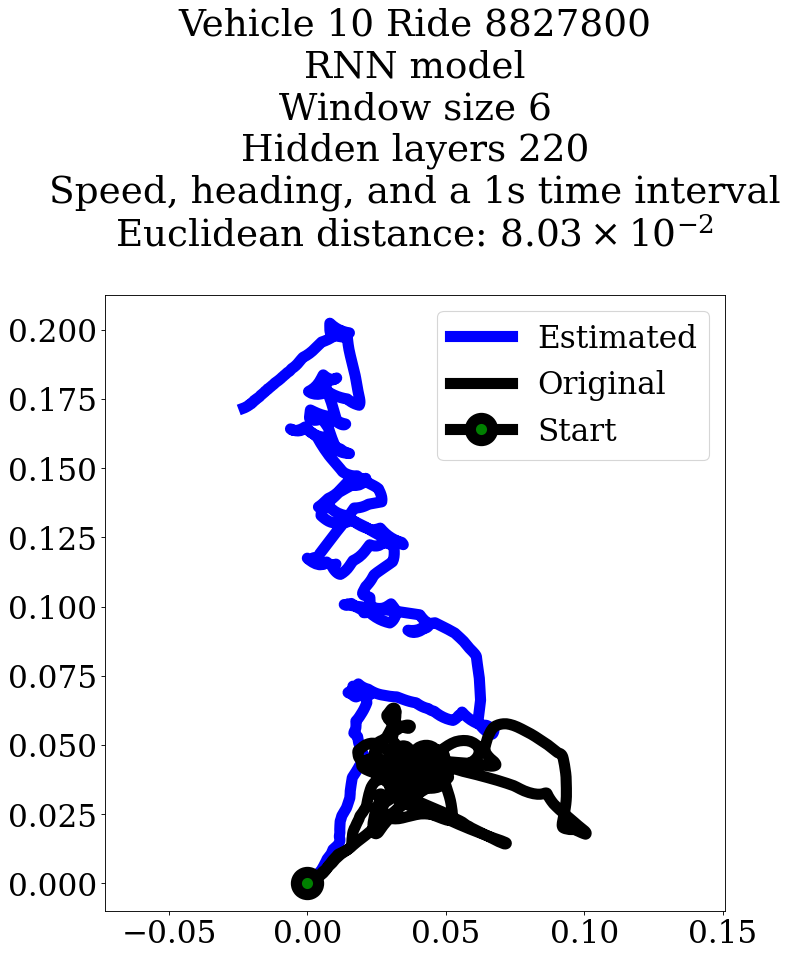 Vehicle 10 Ride 8827800
RNN model
Window size 6
Hidden layers 220
Speed, heading, and a 1s time interval
Euclidean distance: 8.03 × 10⁻²
Estimated
Original
Start
0.200
0.175
0.150
0.125
0.100
0.075
0.050
0.025
0.000
−0.05 0.00 0.05 0.10 0.15